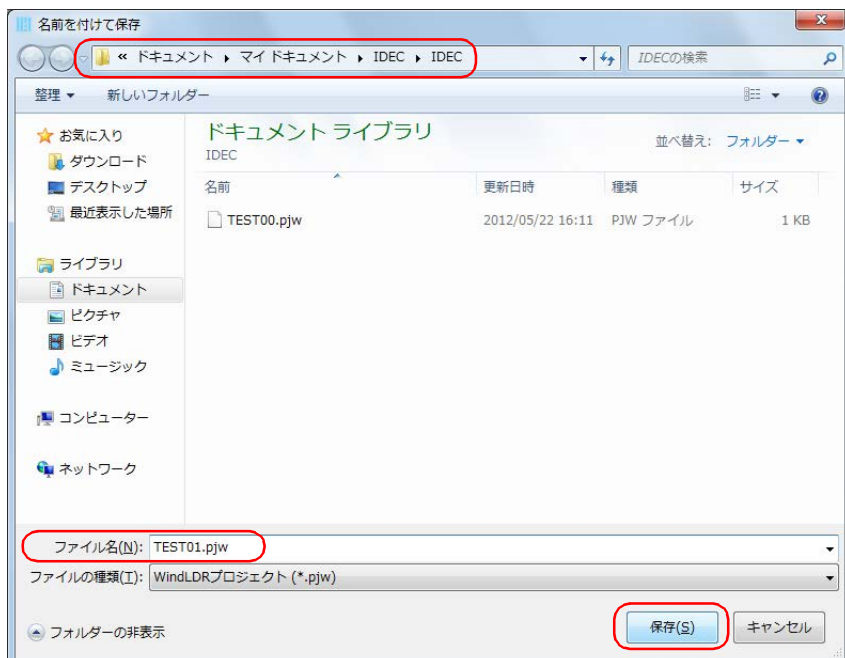 名前を付けて保存
« ドキュメント ▸ マイ ドキュメント ▸ IDEC ▸ IDEC
IDECの検索
整理 ▼ 新しいフォルダー
お気に入り
ダウンロード
デスクトップ
最近表示した場所
ライブラリ
ドキュメント
ピクチャ
ビデオ
ミュージック
コンピューター
ネットワーク
ドキュメント ライブラリ
IDEC
並べ替え: フォルダー ▼
名前 更新日時 種類 サイズ
TEST00.pjw 2012/05/22 16:11 PJW ファイル 1 KB
ファイル名(N): TEST01.pjw
ファイルの種類(T): WindLDRプロジェクト (*.pjw)
フォルダーの非表示 保存(S) キャンセル